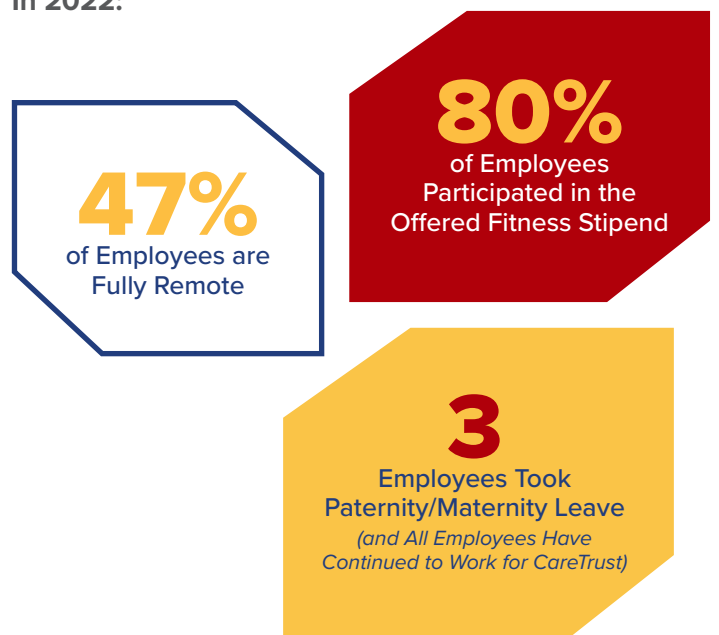 In 2022:
47%
of Employees are
Fully Remote
80%
of Employees
Participated in the
Offered Fitness Stipend
3
Employees Took
Paternity/Maternity Leave
(and All Employees Have
Continued to Work for CareTrust)